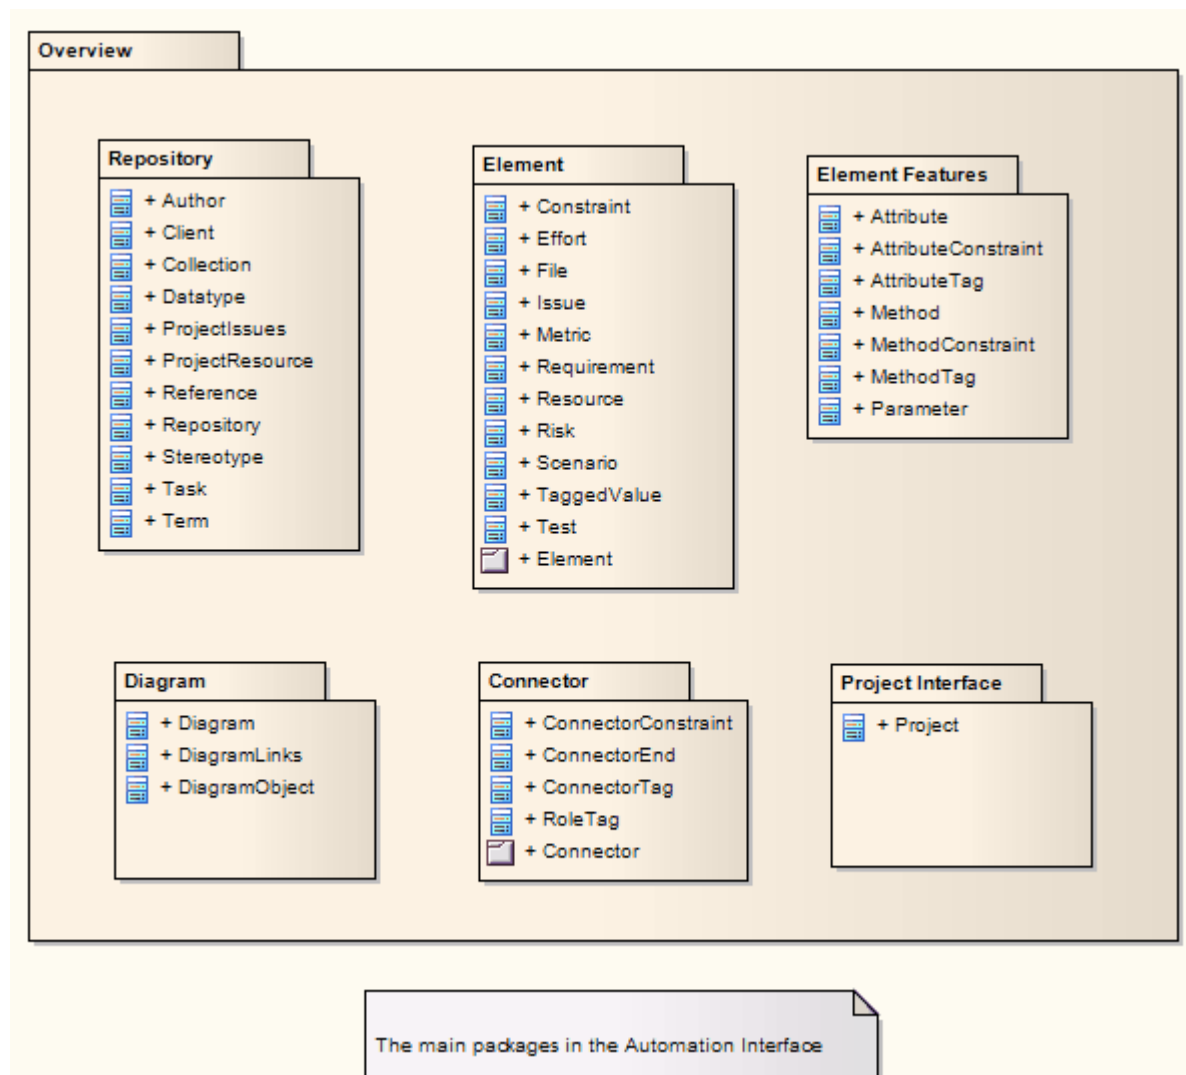 Overview
Repository
+ Author
+ Client
+ Collection
+ Datatype
+ ProjectIssues
+ ProjectResource
+ Reference
+ Repository
+ Stereotype
+ Task
+ Term
Element
+ Constraint
+ Effort
+ File
+ Issue
+ Metric
+ Requirement
+ Resource
+ Risk
+ Scenario
+ TaggedValue
+ Test
+ Element
Element Features
+ Attribute
+ AttributeConstraint
+ AttributeTag
+ Method
+ MethodConstraint
+ MethodTag
+ Parameter
Diagram
+ Diagram
+ DiagramLinks
+ DiagramObject
Connector
+ ConnectorConstraint
+ ConnectorEnd
+ ConnectorTag
+ RoleTag
+ Connector
Project Interface
+ Project
The main packages in the Automation Interface